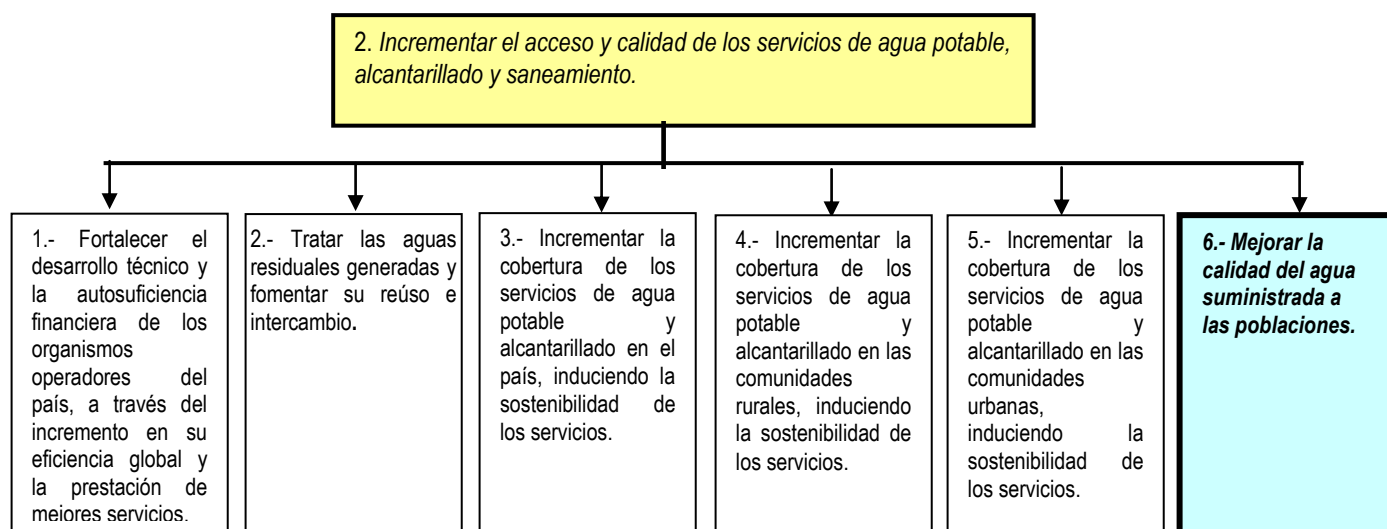 2. Incrementar el acceso y calidad de los servicios de agua potable,
alcantarillado y saneamiento.
1.- Fortalecer el
desarrollo técnico y
la autosuficiencia
financiera de los
organismos
operadores del
país, a través del
incremento en su
eficiencia global y
la prestación de
mejores servicios.
2.- Tratar las aguas
residuales generadas y
fomentar su reúso e
intercambio.
3.- Incrementar la
cobertura de los
servicios de agua
potable y
alcantarillado en el
país, induciendo la
sostenibilidad de
los servicios.
4.- Incrementar la
cobertura de los
servicios de agua
potable y
alcantarillado en las
comunidades
rurales, induciendo
la sostenibilidad de
los servicios.
5.- Incrementar la
cobertura de los
servicios de agua
potable y
alcantarillado en las
comunidades
urbanas,
induciendo la
sostenibilidad de
los servicios.
6.- Mejorar la
calidad del agua
suministrada a
las poblaciones.